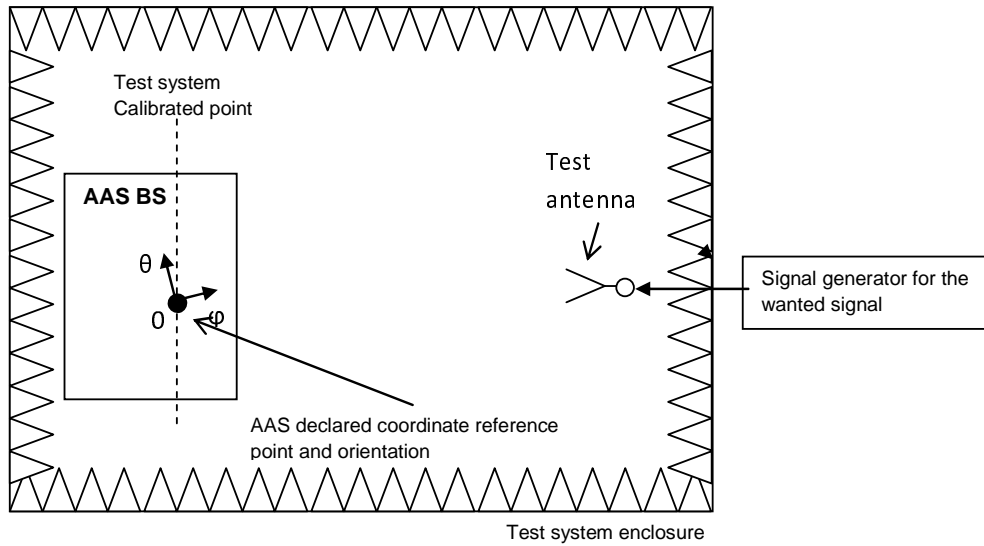 Test system
Calibrated point
AAS BS
Test
antenna
θ
0
φ
Signal generator for the
wanted signal
AAS declared coordinate reference
point and orientation
Test system enclosure